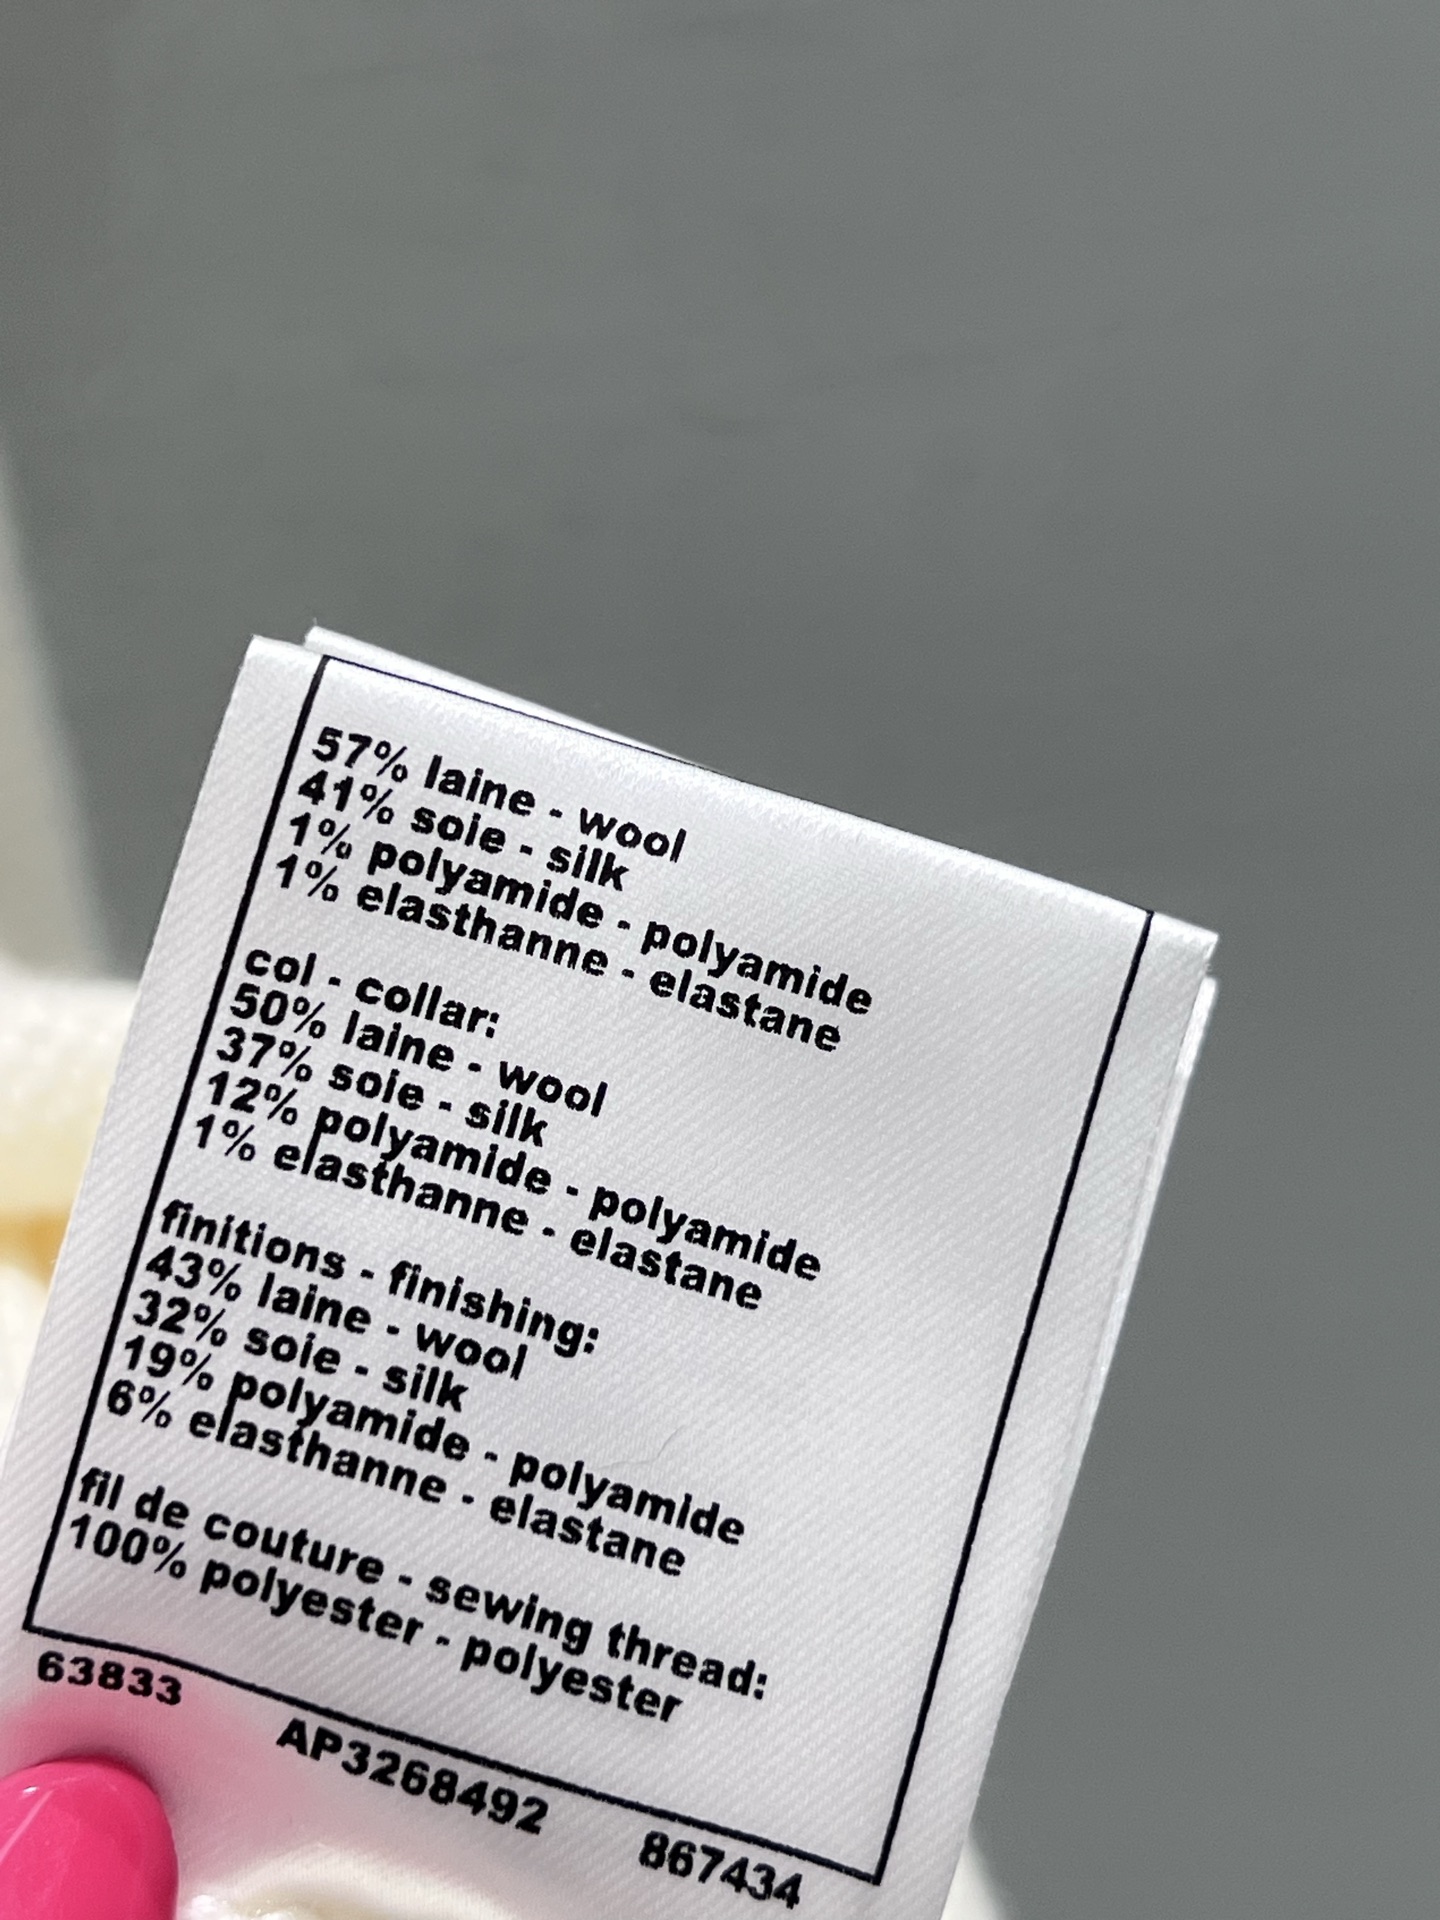 57% laine - wool
41% soie - silk
1% polyamide - polyamide
1% elasthanne - elastane
col - collar:
50% laine - wool
37% soie - silk
12% polyamide - polyamide
1% elasthanne - elastane
finitions - finishing:
43% laine - wool
32% soie - silk
19% polyamide - polyamide
6% elasthanne - elastane
fil de couture - sewing thread:
100% polyester - polyester
63833 AP3268492 867434